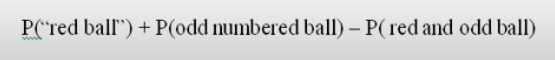 P(“red ball”) + P(odd numbered ball) – P( red and odd ball)